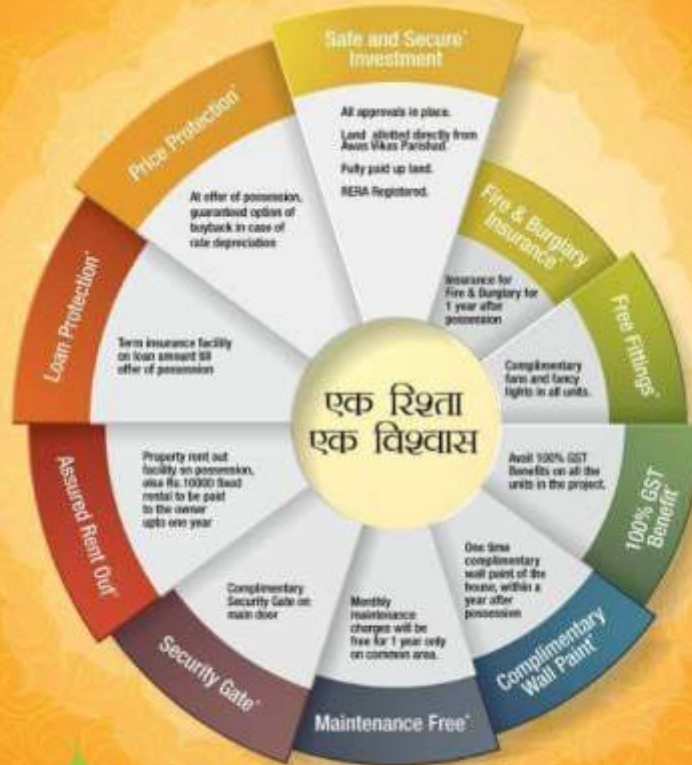 Safe and Secure*
Investment
All approvals in place.
Land allotted directly from
Awas Vikas Parishad.
Fully paid up land.
RERA Registered.
Fire & Burglary
Insurance*
Insurance for
Fire & Burglary for
1 year after
possession
Free Fittings*
Complimentary
fans and fancy
lights in all units.
100% GST
Benefit*
Avail 100% GST
Benefits on all the
units in the project.
Complimentary
Wall Paint*
One time
complimentary
wall paint of the
house, within a
year after
possession
Maintenance Free*
Monthly
maintenance
charges will be
free for 1 year only
on common area.
Security Gate*
Complimentary
Security Gate on
main door
Assured Rent Out*
Property rent out
facility on possession,
else Rs.10000 fixed
rental to be paid
to the owner
upto one year
Loan Protection*
Term insurance facility
on loan amount till
offer of possession
Price Protection*
At offer of possession,
guaranteed option of
buyback in case of
rate depreciation
एक रिश्ता
एक विश्वास